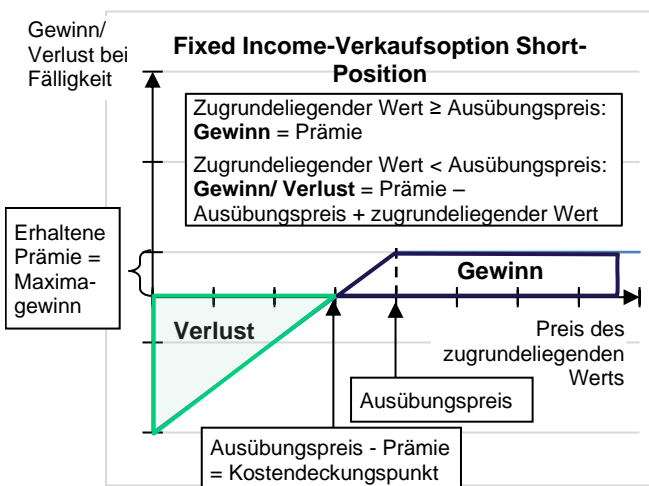 Gewinn/
Verlust bei
Fälligkeit
Fixed Income-Verkaufsoption Short-
Position
Zugrundeliegender Wert ≥ Ausübungspreis:
Gewinn = Prämie
Zugrundeliegender Wert < Ausübungspreis:
Gewinn/ Verlust = Prämie –
Ausübungspreis + zugrundeliegender Wert
Erhaltene
Prämie =
Maxima-
gewinn
Gewinn
Verlust
Preis des
zugrundeliegenden
Werts
Ausübungspreis
Ausübungspreis - Prämie
= Kostendeckungspunkt